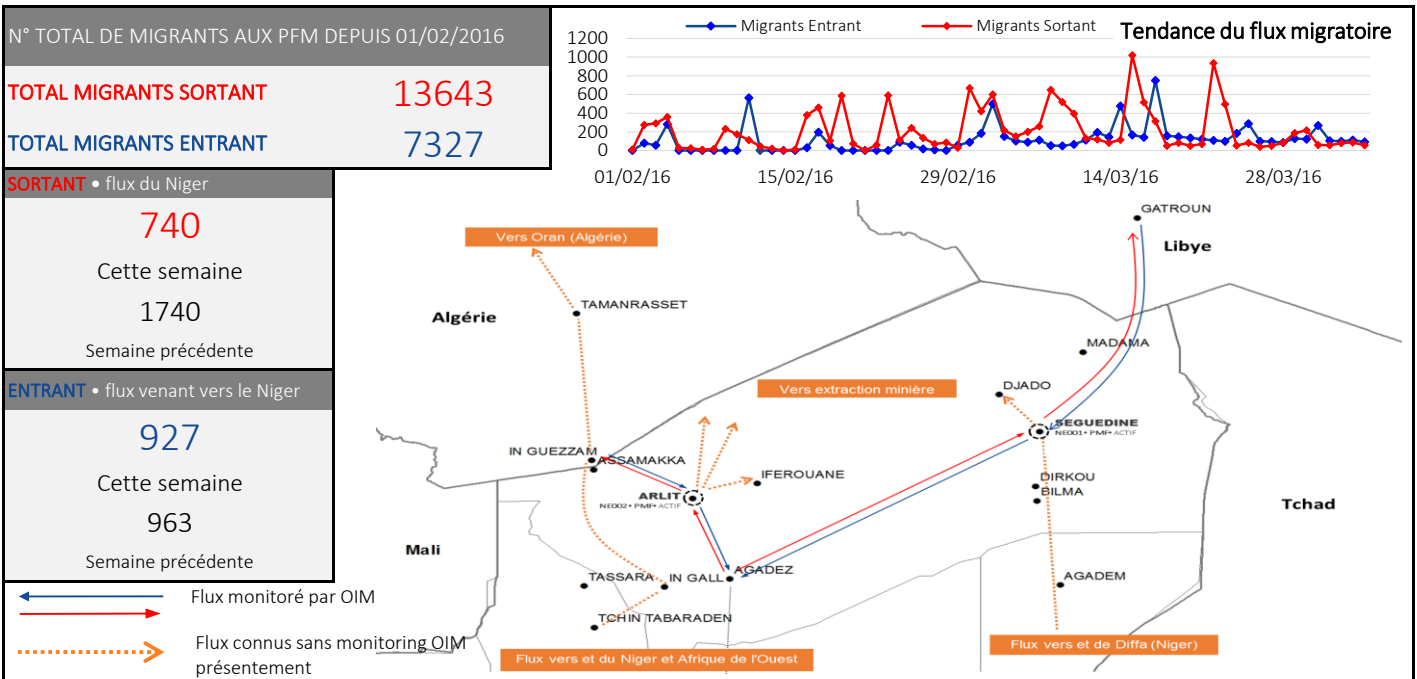 N° TOTAL DE MIGRANTS AUX PFM DEPUIS 01/02/2016
TOTAL MIGRANTS SORTANT 13643
TOTAL MIGRANTS ENTRANT 7327
SORTANT • flux du Niger
740
Cette semaine
1740
Semaine précédente
ENTRANT • flux venant vers le Niger
927
Cette semaine
963
Semaine précédente
Flux monitoré par OIM
Flux connus sans monitoring OIM
présentement
Migrants Entrant
Migrants Sortant
Tendance du flux migratoire
1200
1000
800
600
400
200
0
01/02/16
15/02/16
29/02/16
14/03/16
28/03/16
GATROUN
Vers Oran (Algérie)
Libye
TAMANRASSET
Algérie
MADAMA
Vers extraction minière
DJADO
SEGUEDINE
NE001 • PMF • ACTIF
IN GUEZZAM
ASSAMAKKA
IFEROUANE
DIRKOU
BILMA
ARLIT
NE002 • PMF • ACTIF
Tchad
Mali
TASSARA
IN GALL
AGADEZ
AGADEM
TCHIN TABARADEN
Flux vers et de Diffa (Niger)
Flux vers et du Niger et Afrique de l'Ouest